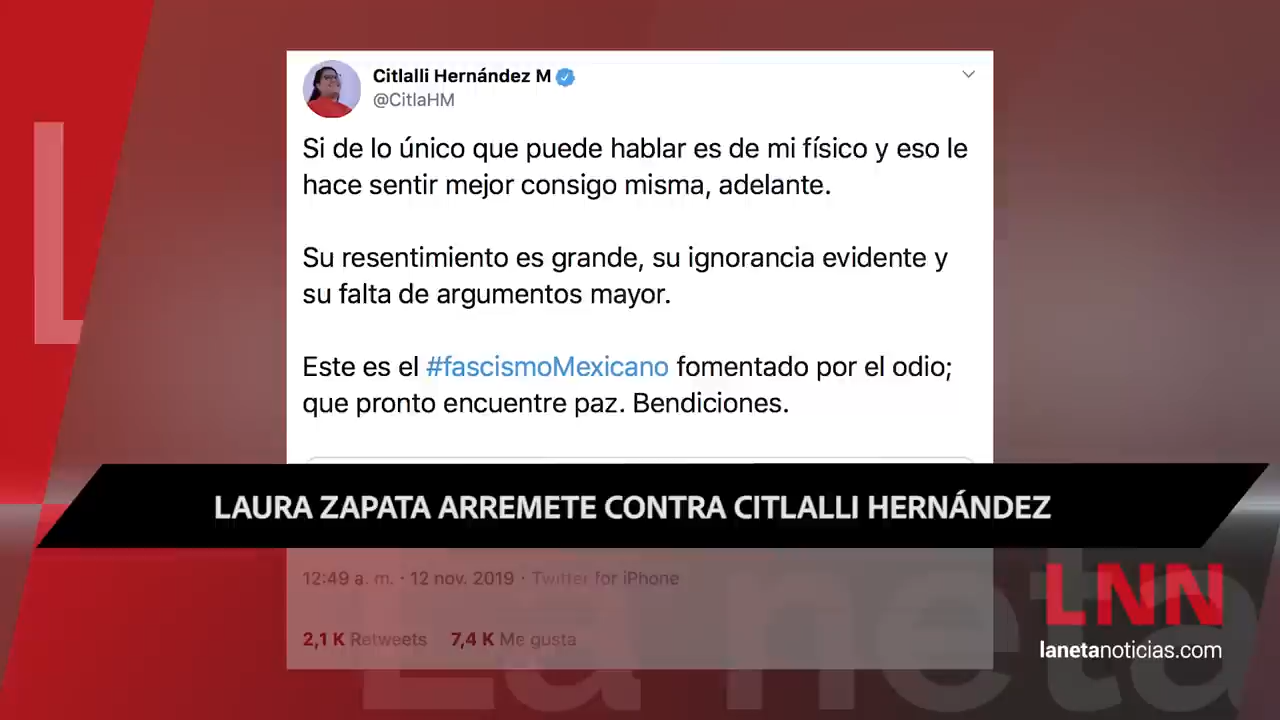 Citlalli Hernández M
@CitlaHM
Si de lo único que puede hablar es de mi físico y eso le
hace sentir mejor consigo misma, adelante.
Su resentimiento es grande, su ignorancia evidente y
su falta de argumentos mayor.
Este es el #fascismoMexicano fomentado por el odio;
que pronto encuentre paz. Bendiciones.
LAURA ZAPATA ARREMETE CONTRA CITLALLI HERNÁNDEZ
12:49 a. m. · 12 nov. 2019 · Twitter for iPhone
2,1 K Retweets 7,4 K Me gusta
LNN
lanetanoticias.com
La neta
L